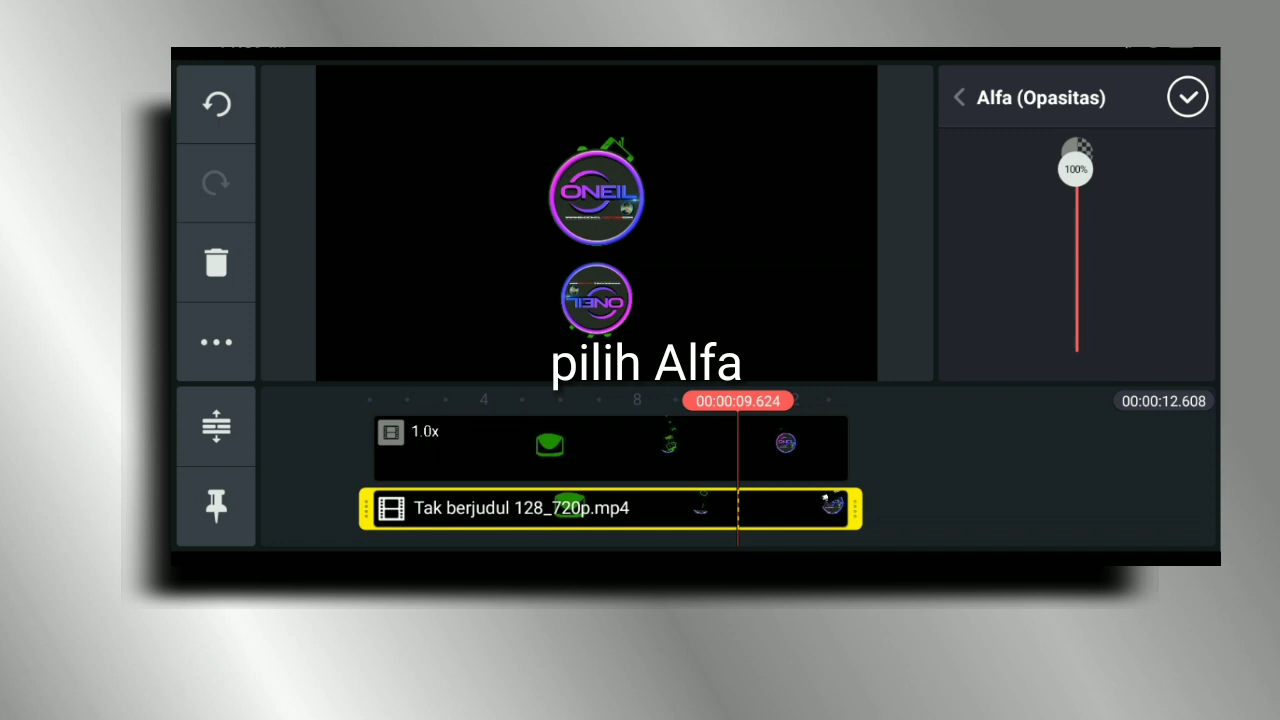 Alfa (Opasitas)
100%
ONEIL
ONEIL
pilih Alfa
4
8
00:00:09.624
00:00:12.608
1.0x
Tak berjudul 128_720p.mp4